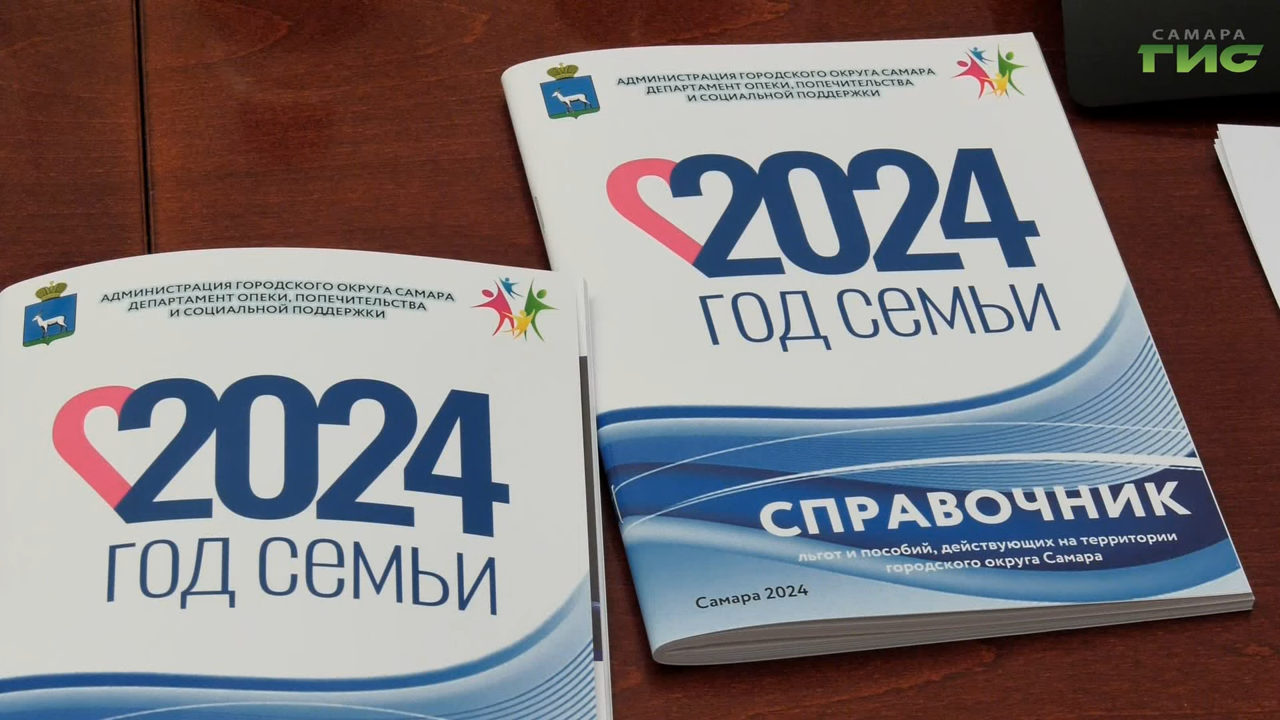 САМАРА
ГИС
АДМИНИСТРАЦИЯ ГОРОДСКОГО ОКРУГА САМАРА
ДЕПАРТАМЕНТ ОПЕКИ, ПОПЕЧИТЕЛЬСТВА
И СОЦИАЛЬНОЙ ПОДДЕРЖКИ
2024
ГОД СЕМЬИ
СПРАВОЧНИК
льгот и пособий, действующих на территории
городского округа Самара
Самара 2024
АДМИНИСТРАЦИЯ ГОРОДСКОГО ОКРУГА САМАРА
ДЕПАРТАМЕНТ ОПЕКИ, ПОПЕЧИТЕЛЬСТВА
И СОЦИАЛЬНОЙ ПОДДЕРЖКИ
2024
ГОД СЕМЬИ